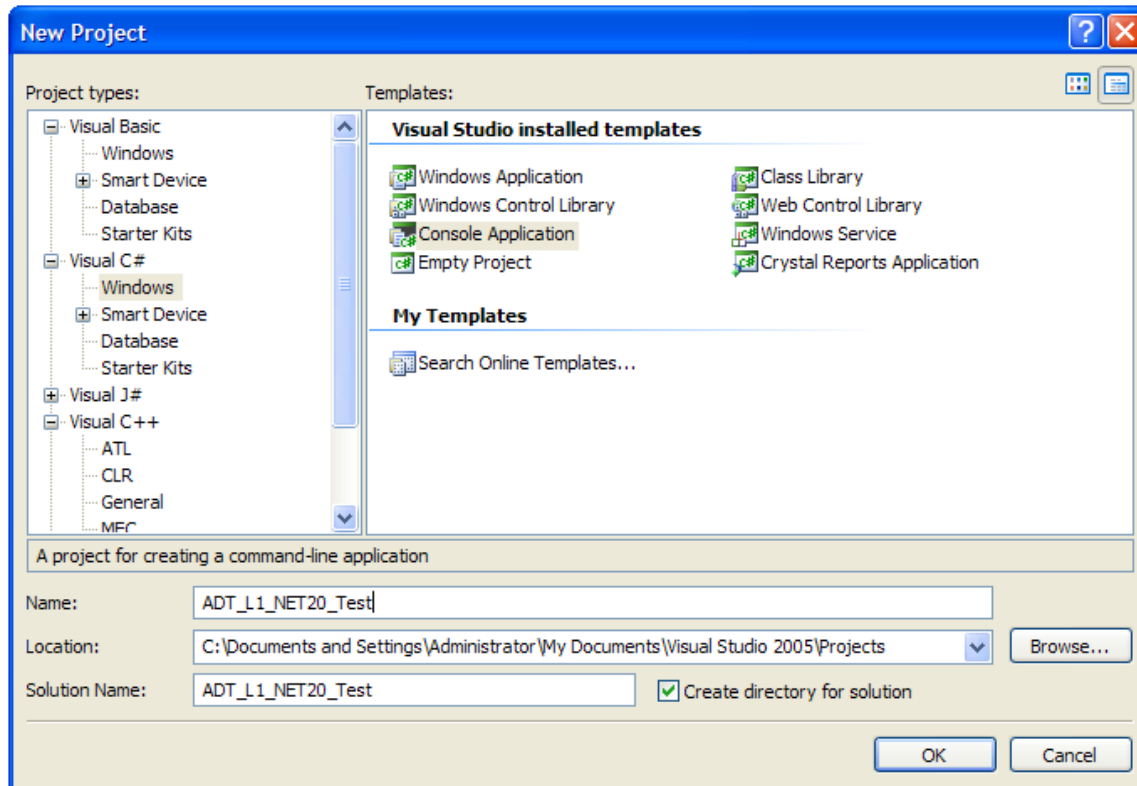 New Project
Project types:
Templates:
Visual Basic
Windows
Smart Device
Database
Starter Kits
Visual C#
Windows
Smart Device
Database
Starter Kits
Visual J#
Visual C++
ATL
CLR
General
MFC
Visual Studio installed templates
Windows Application
Class Library
Windows Control Library
Web Control Library
Console Application
Windows Service
Empty Project
Crystal Reports Application
My Templates
Search Online Templates...
A project for creating a command-line application
Name: ADT_L1_NET20_Test
Location: C:\Documents and Settings\Administrator\My Documents\Visual Studio 2005\Projects Browse...
Solution Name: ADT_L1_NET20_Test Create directory for solution
OK Cancel